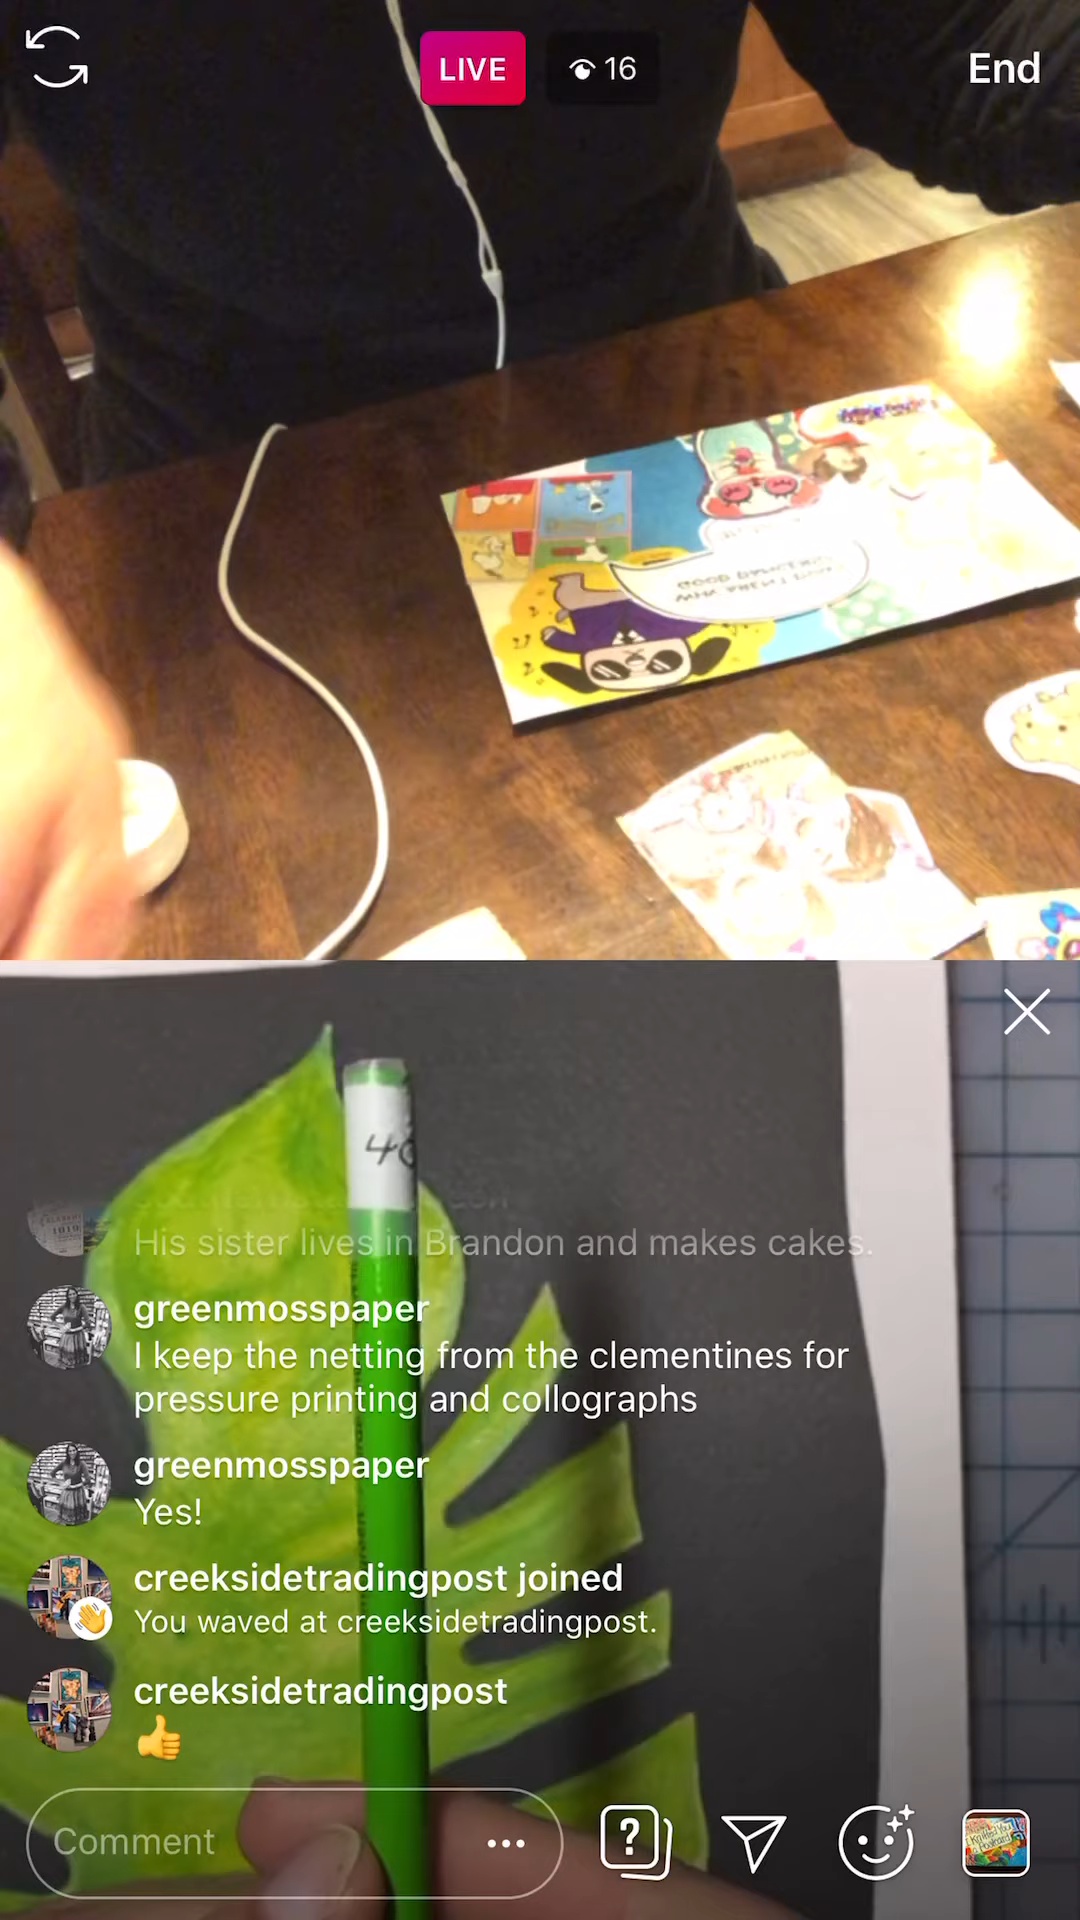 LIVE
16
End
His sister lives in Brandon and makes cakes.
greenmosspaper
I keep the netting from the clementines for
pressure printing and collographs
greenmosspaper
Yes!
creeksidetradingpost joined
You waved at creeksidetradingpost.
creeksidetradingpost
👍
Comment